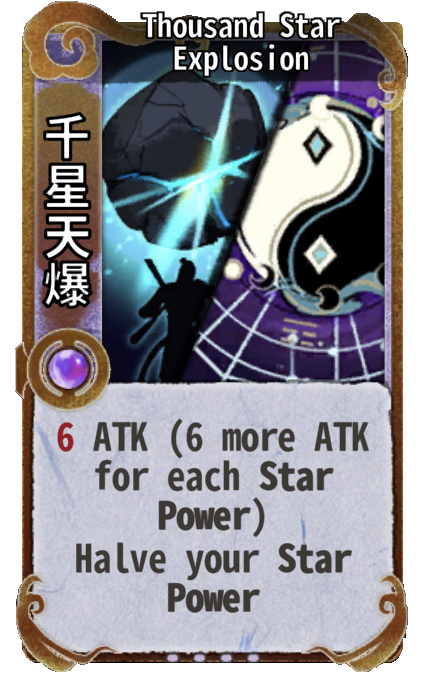 Thousand Star
Explosion
千星天爆
6 ATK (6 more ATK
for each Star
Power)
Halve your Star
Power